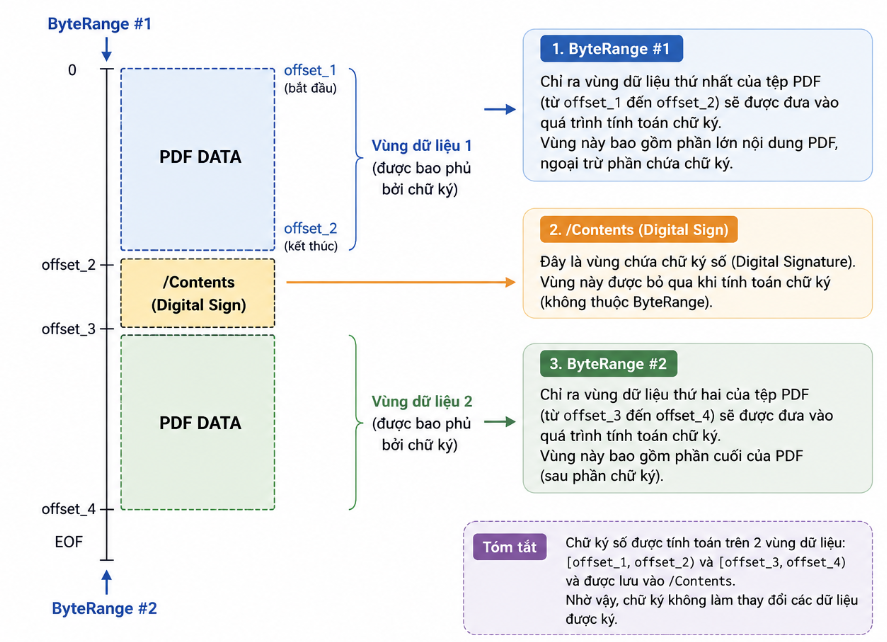 ByteRange #1
0
PDF DATA
offset_1
(bắt đầu)
Vùng dữ liệu 1
(được bao phủ
bởi chữ ký)
offset_2
(kết thúc)
offset_2
/Contents
(Digital Sign)
offset_3
PDF DATA
Vùng dữ liệu 2
(được bao phủ
bởi chữ ký)
offset_4
EOF
ByteRange #2
1. ByteRange #1
Chỉ ra vùng dữ liệu thứ nhất của tệp PDF
(từ offset_1 đến offset_2) sẽ được đưa vào
quá trình tính toán chữ ký.
Vùng này bao gồm phần lớn nội dung PDF,
ngoại trừ phần chứa chữ ký.
2. /Contents (Digital Sign)
Đây là vùng chứa chữ ký số (Digital Signature).
Vùng này được bỏ qua khi tính toán chữ ký
(không thuộc ByteRange).
3. ByteRange #2
Chỉ ra vùng dữ liệu thứ hai của tệp PDF
(từ offset_3 đến offset_4) sẽ được đưa vào
quá trình tính toán chữ ký.
Vùng này bao gồm phần cuối của PDF
(sau phần chữ ký).
Tóm tắt
Chữ ký số được tính toán trên 2 vùng dữ liệu:
[offset_1, offset_2) và [offset_3, offset_4)
và được lưu vào /Contents.
Nhờ vậy, chữ ký không làm thay đổi các dữ liệu
được ký.